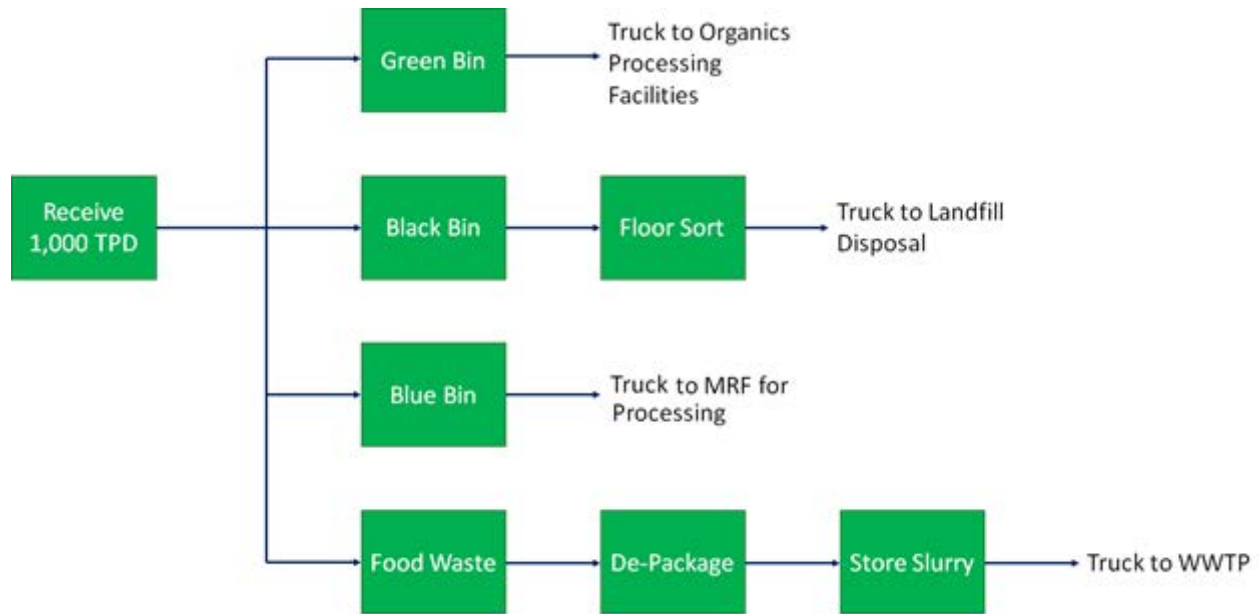 Green Bin
Truck to Organics
Processing
Facilities
Receive
1,000 TPD
Black Bin
Floor Sort
Truck to Landfill
Disposal
Blue Bin
Truck to MRF for
Processing
Food Waste
De-Package
Store Slurry
Truck to WWTP